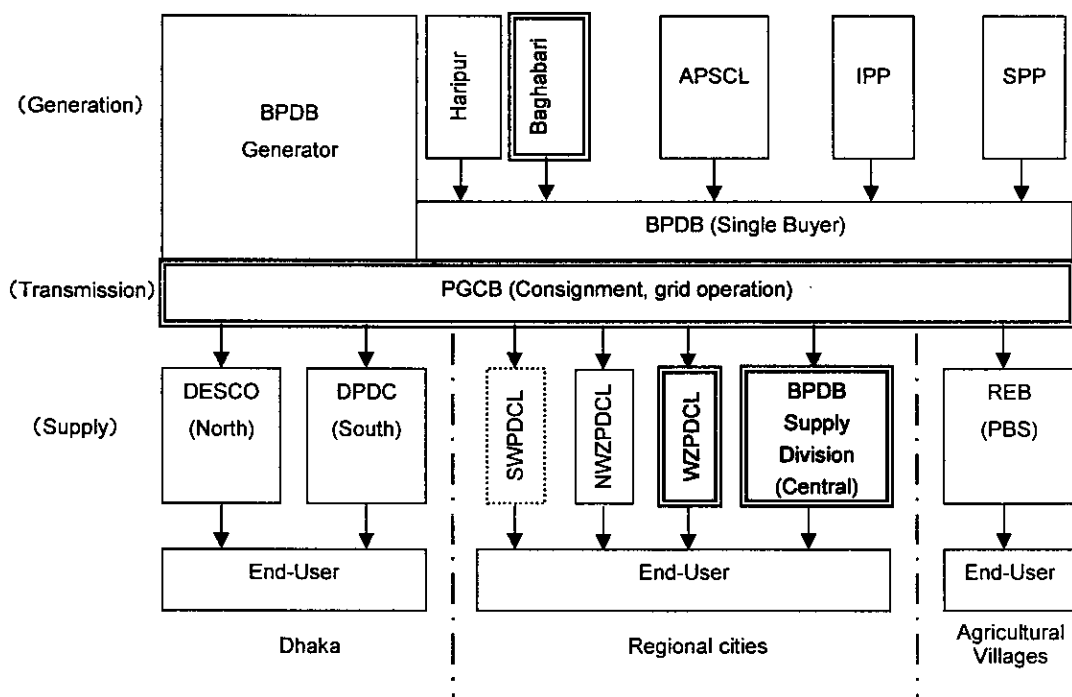 (Generation)
BPDB
Generator
Haripur
Baghabari
APSCL
IPP
SPP
BPDB (Single Buyer)
(Transmission)
PGCB (Consignment, grid operation)
(Supply)
DESCO
(North)
DPDC
(South)
SWPDCL
NWZPDCL
WZPDCL
BPDB
Supply
Division
(Central)
REB
(PBS)
End-User
End-User
End-User
Dhaka
Regional cities
Agricultural
Villages